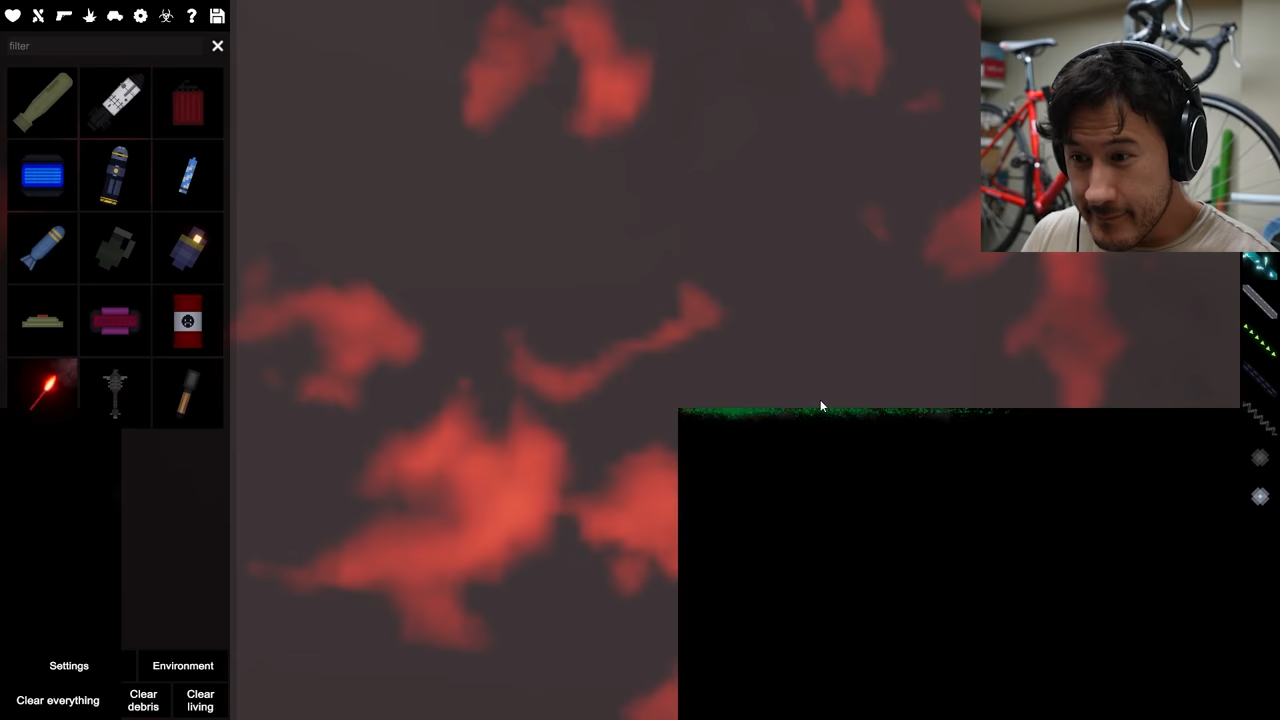 filter
Settings
Environment
Clear everything
Clear
debris
Clear
living